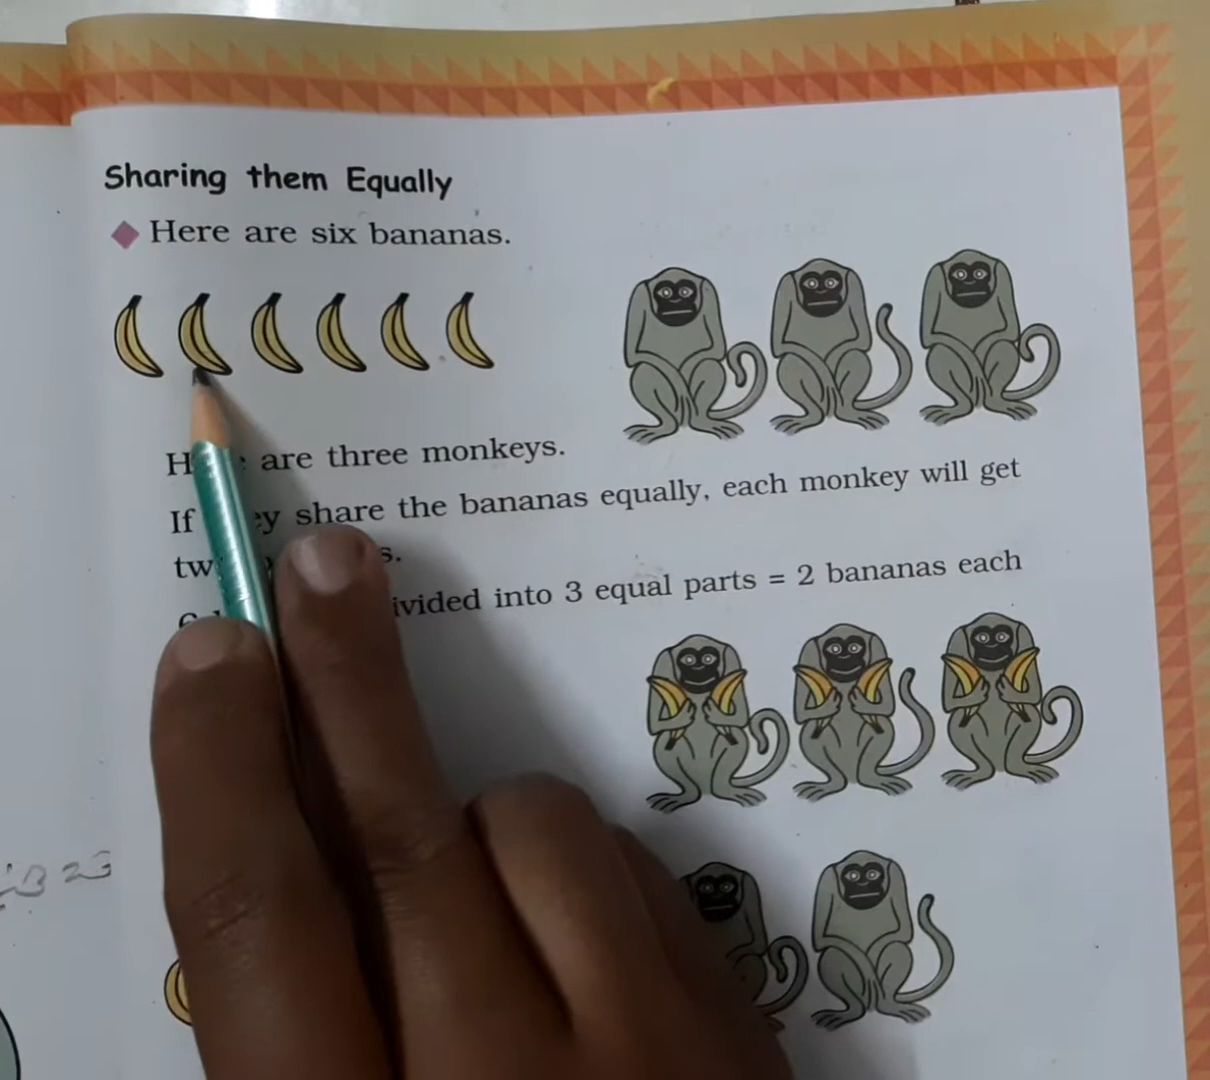 Sharing them Equally
Here are six bananas.
are three monkeys.
If share the bananas equally, each monkey will get
into 3 equal parts = 2 bananas each